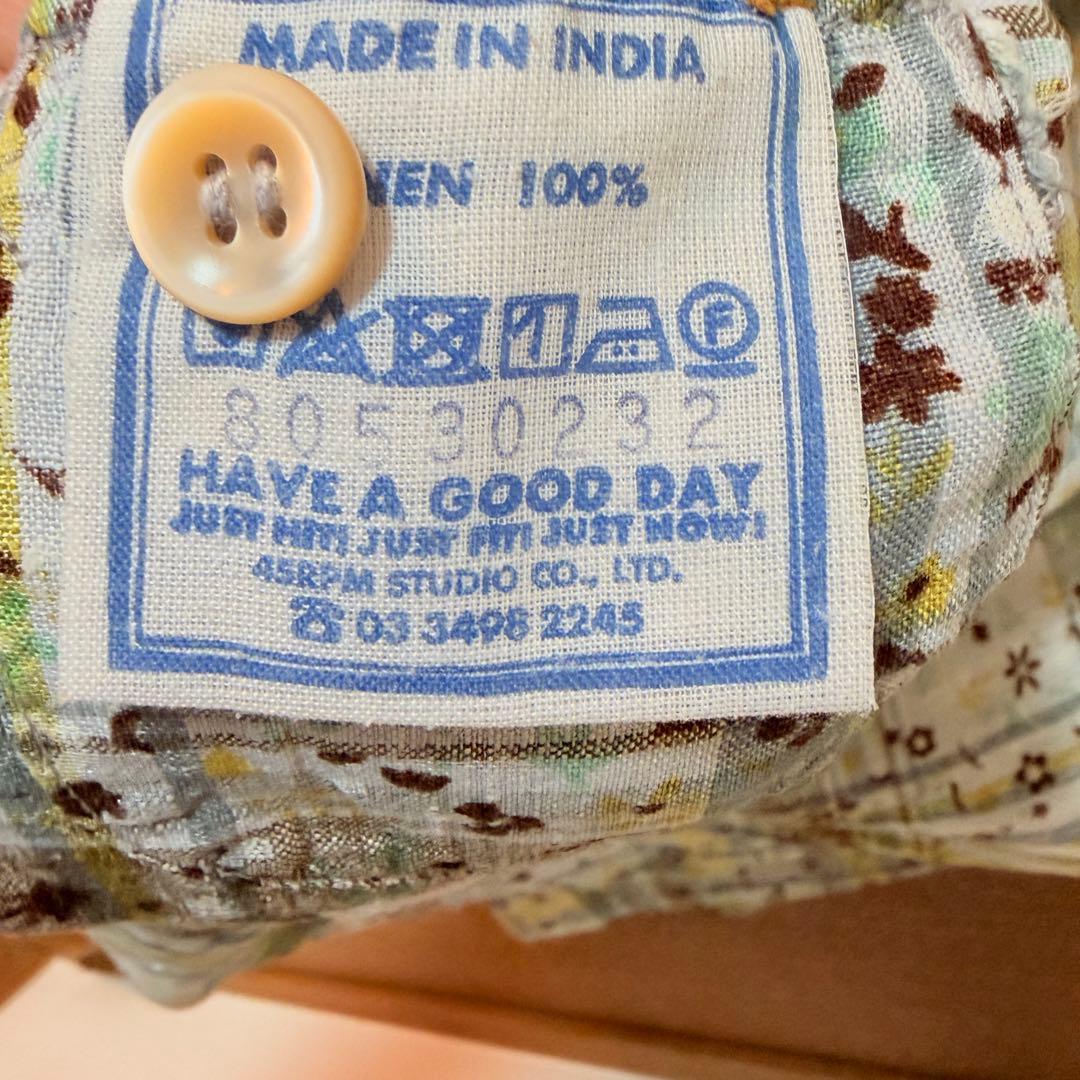 MADE IN INDIA
100%
F
80530232
HAVE A GOOD DAY
JUST HIT! JUST FIT! JUST NOW!
45RPM STUDIO CO., LTD.
☎ 03 3498 2245